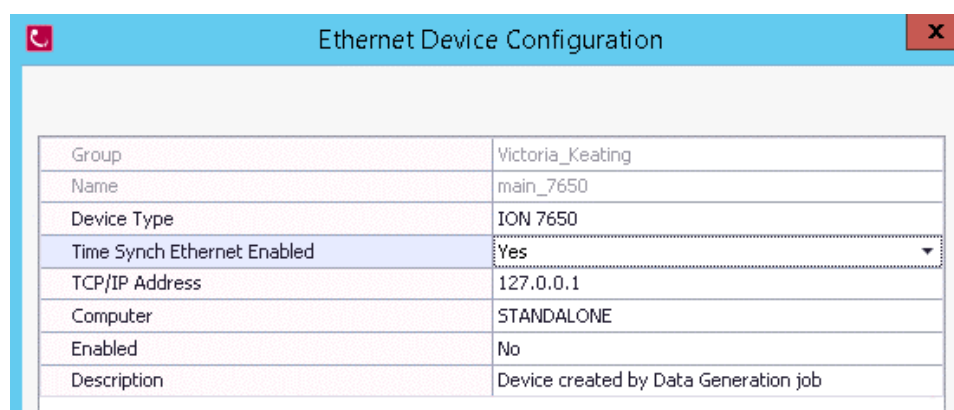 Ethernet Device Configuration x
Group Victoria_Keating
Name main_7650
Device Type ION 7650
Time Synch Ethernet Enabled Yes
TCP/IP Address 127.0.0.1
Computer STANDALONE
Enabled No
Description Device created by Data Generation job